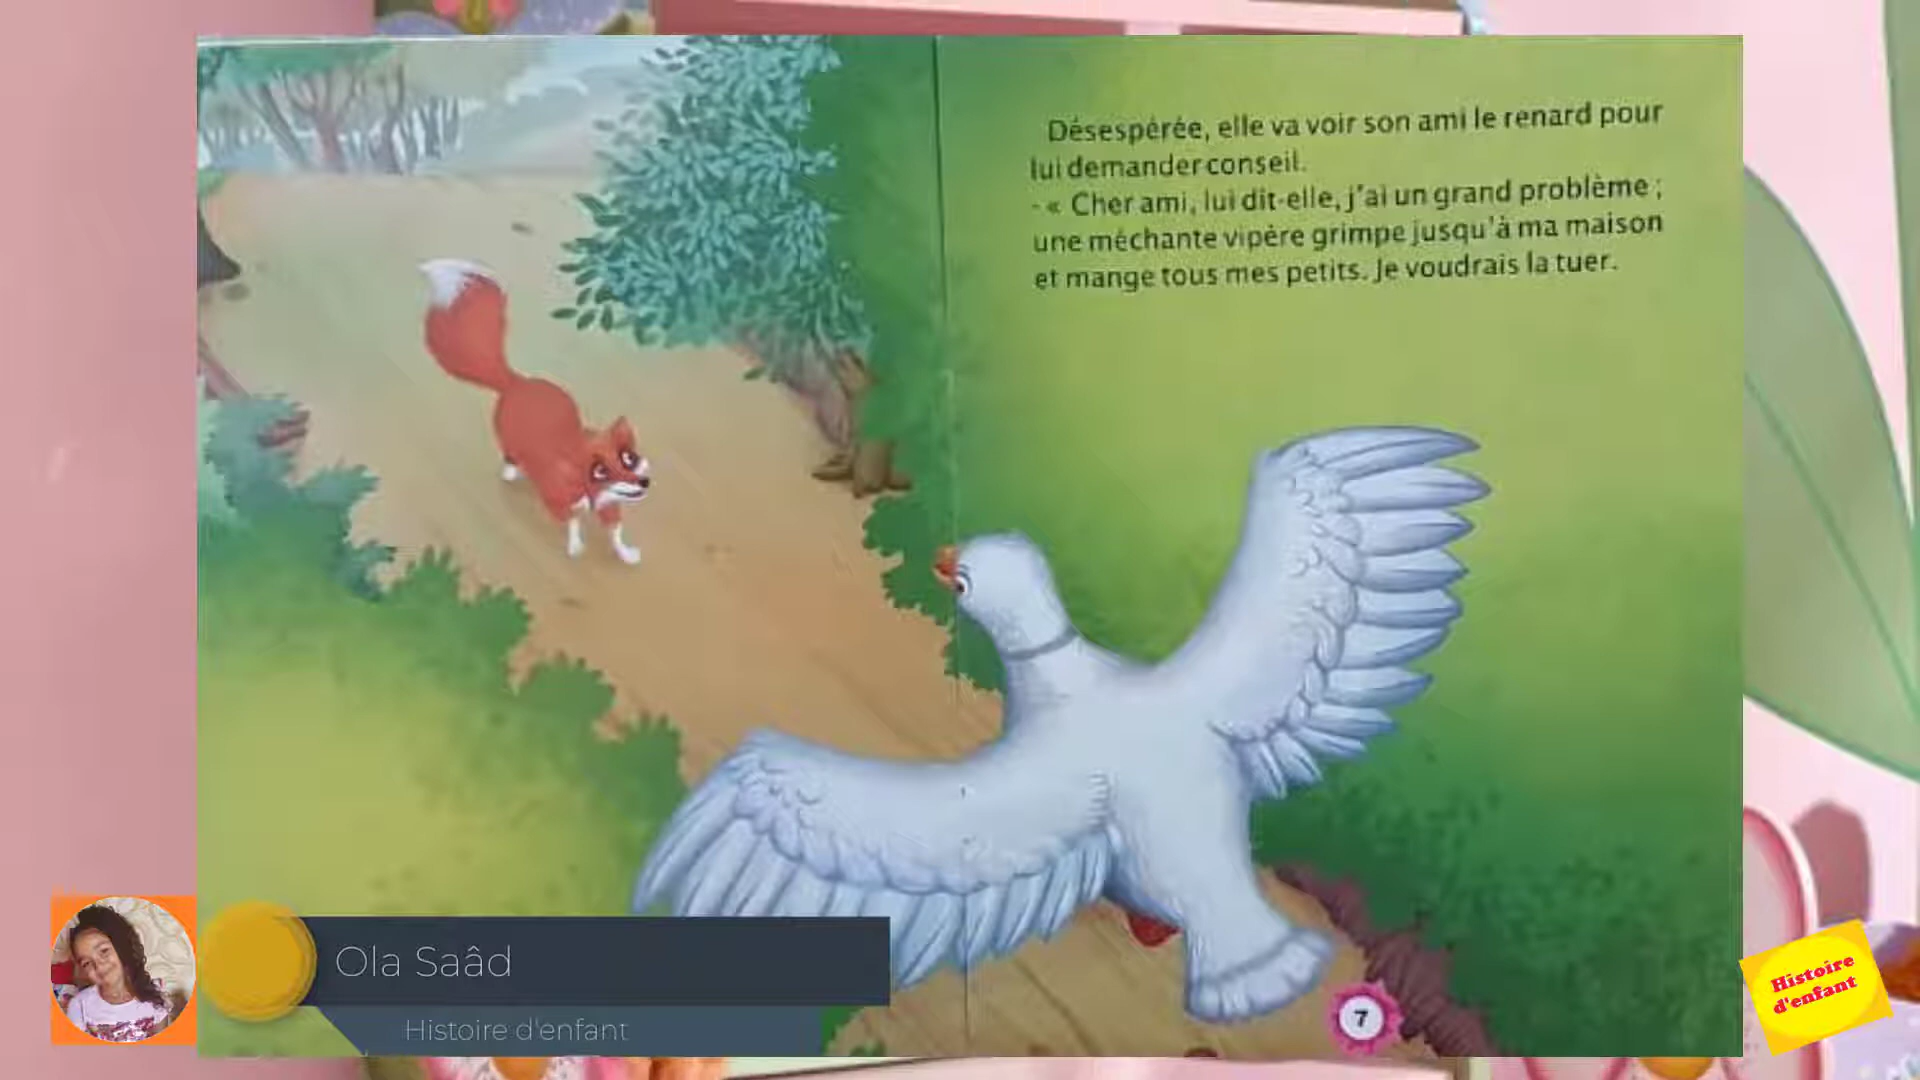 Désespérée, elle va voir son ami le renard pour
lui demander conseil.
- « Cher ami, lui dit-elle, j'ai un grand problème ;
une méchante vipère grimpe jusqu'à ma maison
et mange tous mes petits. Je voudrais la tuer.
7
Ola Saâd
Histoire d'enfant
Histoire
d'enfant